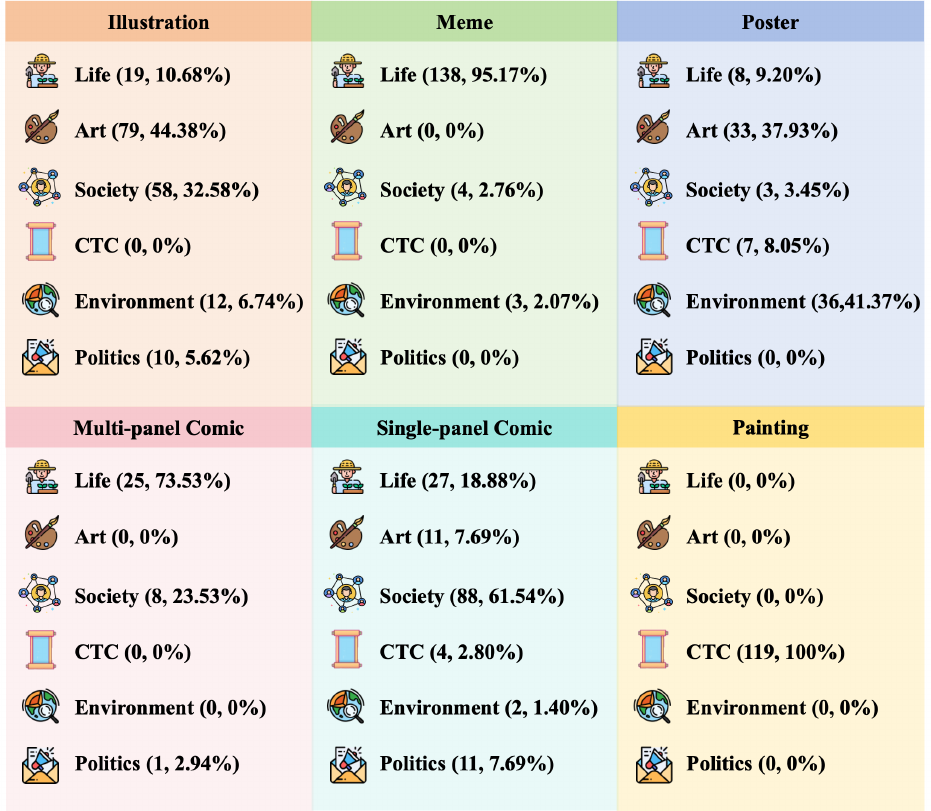 Illustration
Life (19, 10.68%)
Art (79, 44.38%)
Society (58, 32.58%)
CTC (0, 0%)
Environment (12, 6.74%)
Politics (10, 5.62%)
Meme
Life (138, 95.17%)
Art (0, 0%)
Society (4, 2.76%)
CTC (0, 0%)
Environment (3, 2.07%)
Politics (0, 0%)
Poster
Life (8, 9.20%)
Art (33, 37.93%)
Society (3, 3.45%)
CTC (7, 8.05%)
Environment (36,41.37%)
Politics (0, 0%)
Multi-panel Comic
Life (25, 73.53%)
Art (0, 0%)
Society (8, 23.53%)
CTC (0, 0%)
Environment (0, 0%)
Politics (1, 2.94%)
Single-panel Comic
Life (27, 18.88%)
Art (11, 7.69%)
Society (88, 61.54%)
CTC (4, 2.80%)
Environment (2, 1.40%)
Politics (11, 7.69%)
Painting
Life (0, 0%)
Art (0, 0%)
Society (0, 0%)
CTC (119, 100%)
Environment (0, 0%)
Politics (0, 0%)